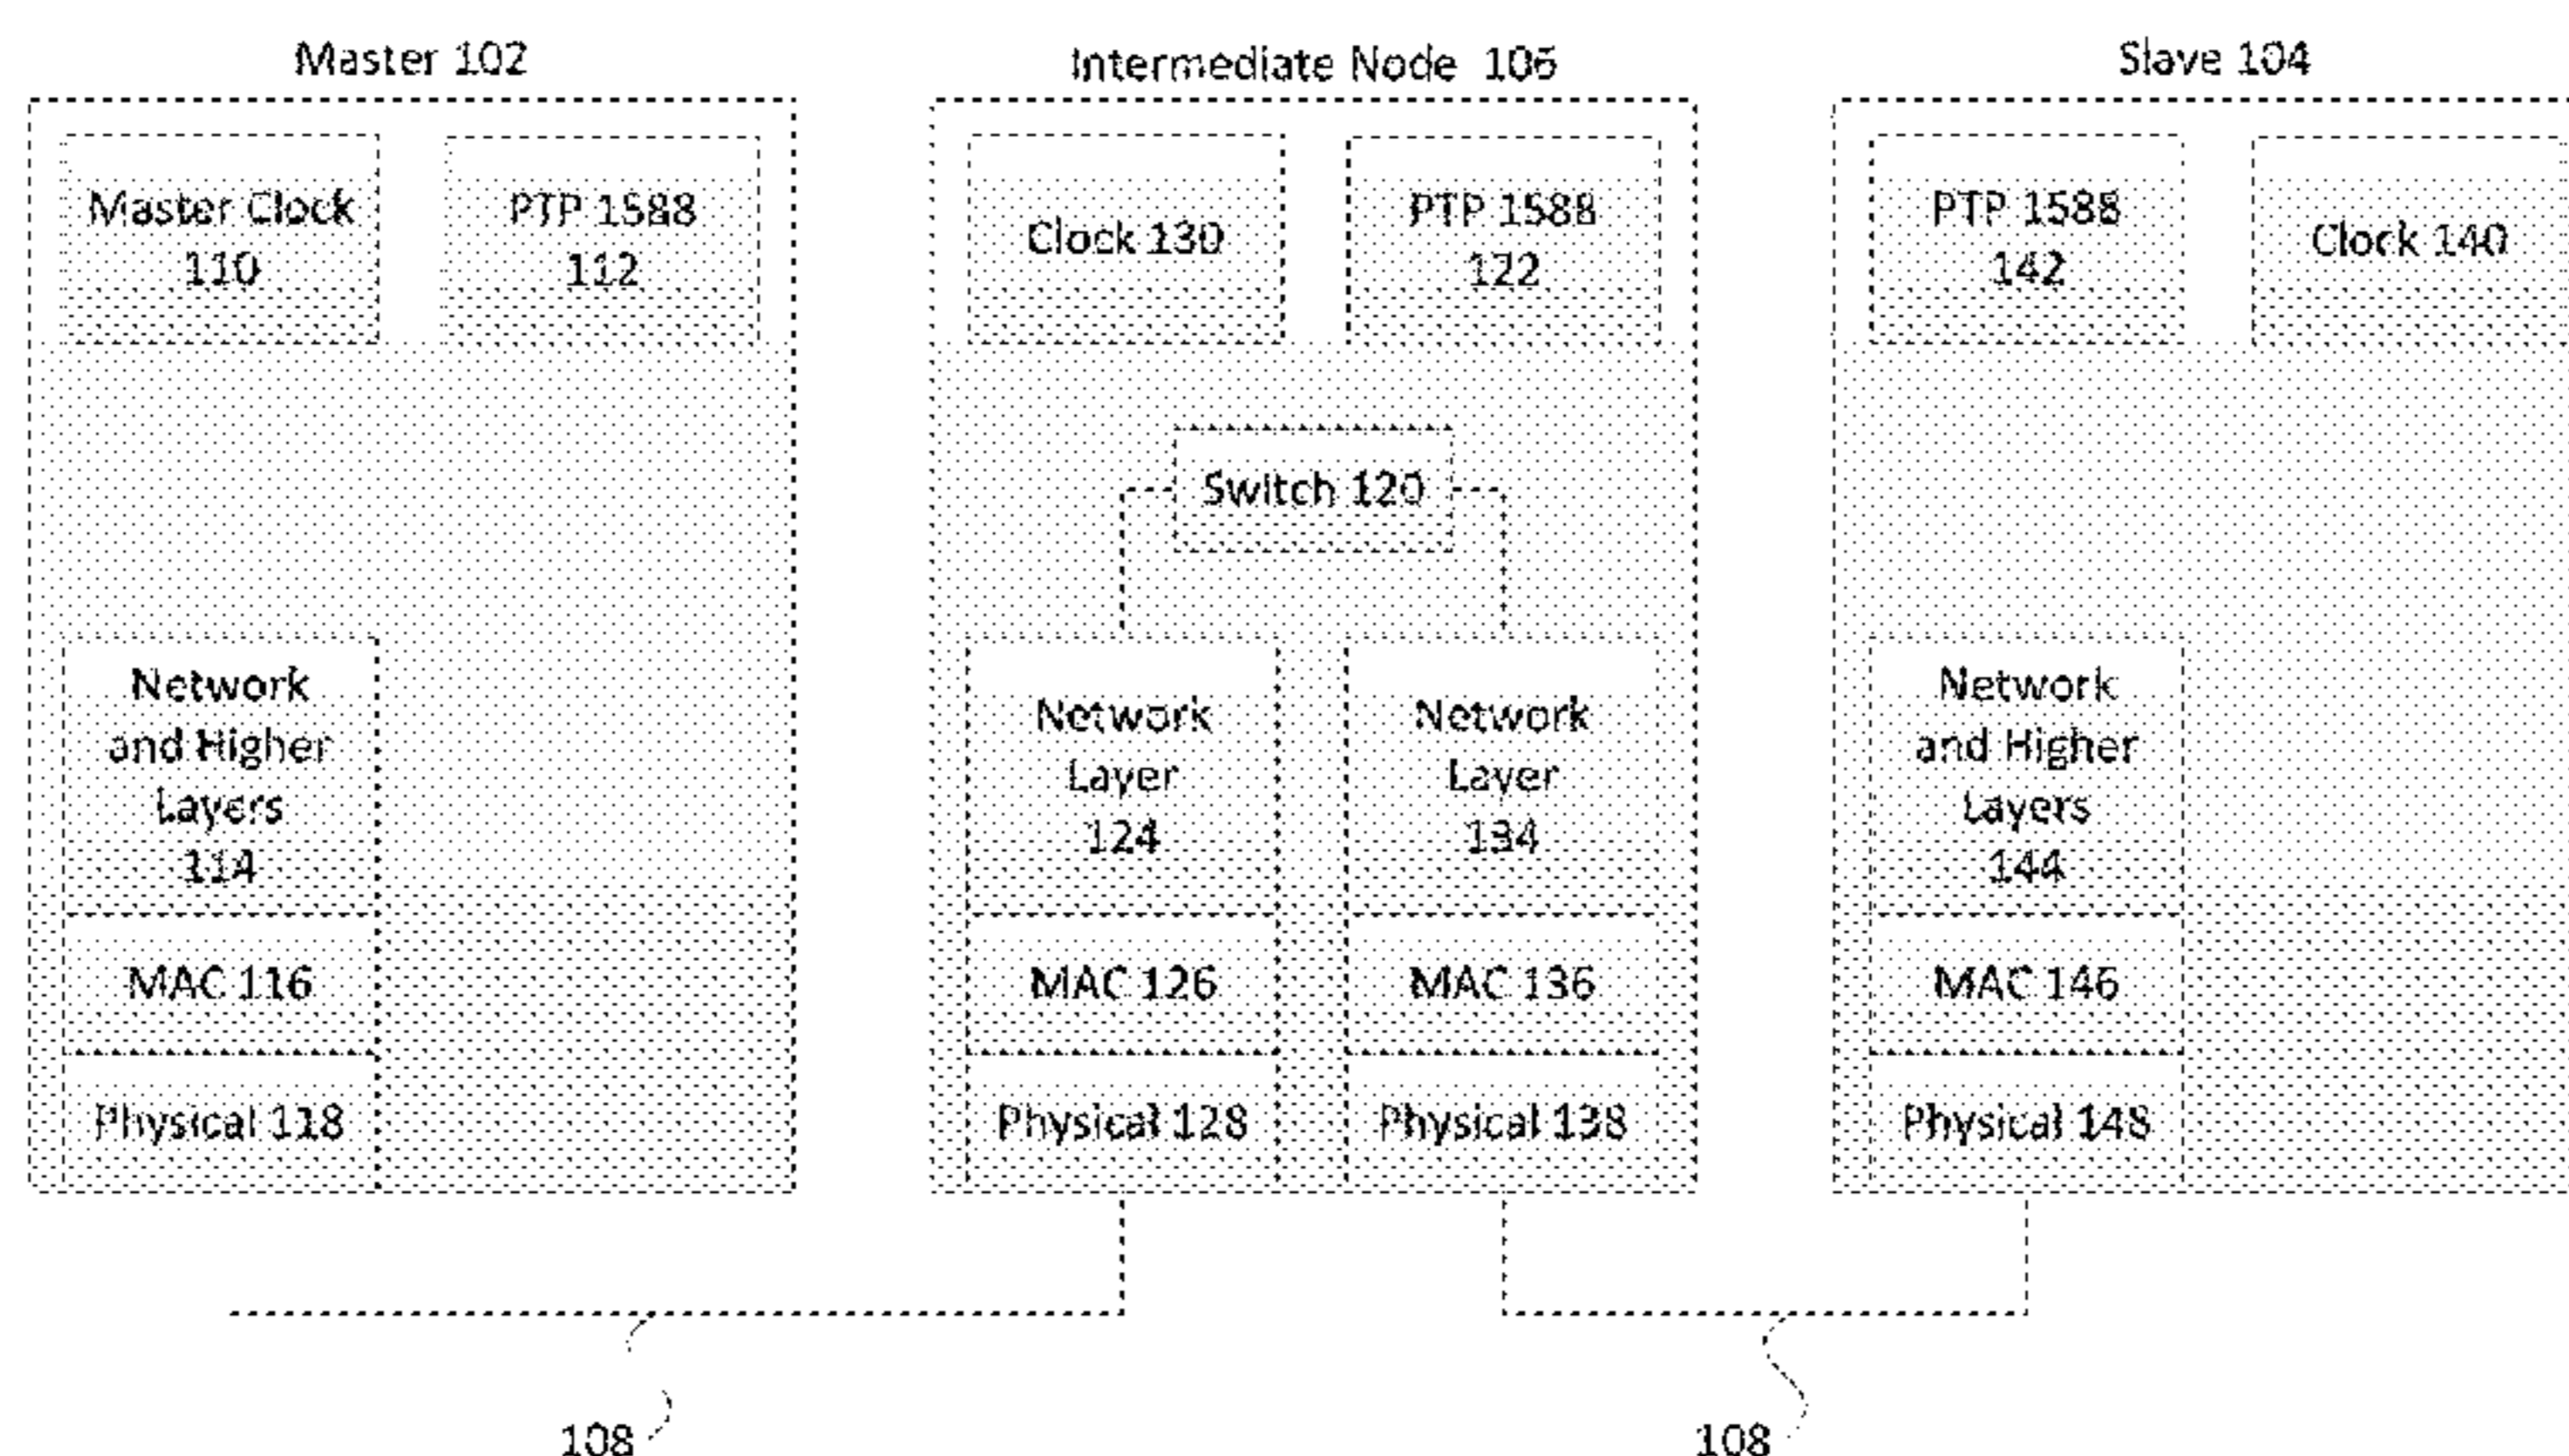 Master 102
Intermediate Node 106
Slave 104
Master Clock
110
PTP 1588
112
Clock 130
PTP 1588
122
PTP 1588
142
Clock 140
Switch 120
Network
and Higher
Layers
114
Network
Layer
124
Network
Layer
134
Network
and Higher
Layers
144
MAC 116
MAC 126
MAC 136
MAC 146
Physical 118
Physical 128
Physical 138
Physical 148
108
108